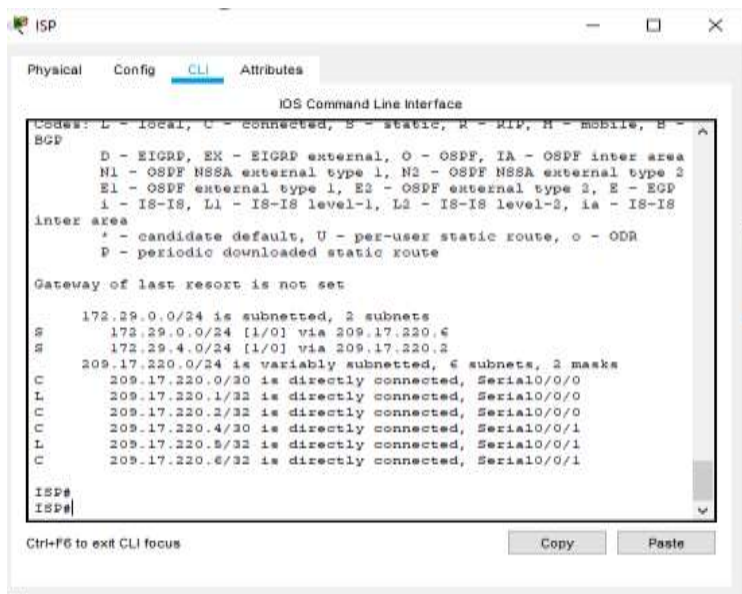 ISP
Physical Config CLI Attributes
IOS Command Line Interface
Codes: L - local, C - connected, S - static, R - RIP, M - mobile, B -
BGP
D - EIGRP, EX - EIGRP external, O - OSPF, IA - OSPF inter area
N1 - OSPF NSSA external type 1, N2 - OSPF NSSA external type 2
E1 - OSPF external type 1, E2 - OSPF external type 2, E - EGP
i - IS-IS, L1 - IS-IS level-1, L2 - IS-IS level-2, ia - IS-IS
inter area
* - candidate default, U - per-user static route, o - ODR
P - periodic downloaded static route
Gateway of last resort is not set
172.29.0.0/24 is subnetted, 2 subnets
S 172.29.0.0/24 [1/0] via 209.17.220.6
S 172.29.4.0/24 [1/0] via 209.17.220.2
209.17.220.0/24 is variably subnetted, 6 subnets, 2 masks
C 209.17.220.0/30 is directly connected, Serial0/0/0
L 209.17.220.1/32 is directly connected, Serial0/0/0
C 209.17.220.2/32 is directly connected, Serial0/0/0
C 209.17.220.4/30 is directly connected, Serial0/0/1
L 209.17.220.5/32 is directly connected, Serial0/0/1
C 209.17.220.6/32 is directly connected, Serial0/0/1
ISP#
ISP#
Ctrl+F6 to exit CLI focus
Copy Paste